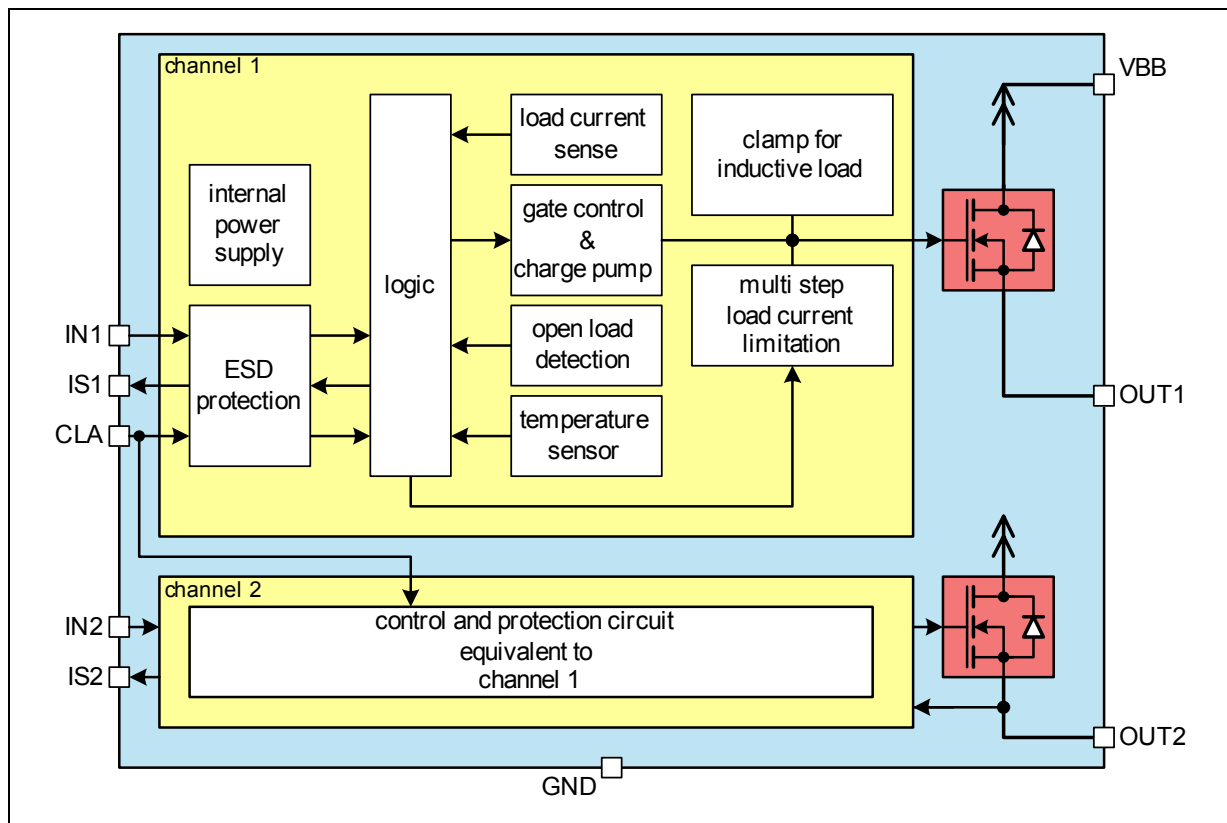 channel 1
VBB
load current
sense
clamp for
inductive load
internal
power
supply
gate control
&
charge pump
logic
multi step
load current
limitation
IN1
open load
detection
ESD
protection
IS1
OUT1
CLA
temperature
sensor
channel 2
IN2
control and protection circuit
equivalent to
channel 1
IS2
OUT2
GND